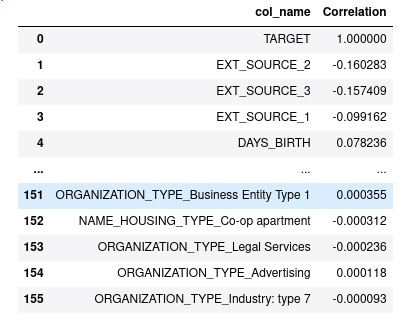 col_name Correlation
0 TARGET 1.000000
1 EXT_SOURCE_2 -0.160283
2 EXT_SOURCE_3 -0.157409
3 EXT_SOURCE_1 -0.099162
4 DAYS_BIRTH 0.078236
... ... ...
151 ORGANIZATION_TYPE_Business Entity Type 1 0.000355
152 NAME_HOUSING_TYPE_Co-op apartment -0.000312
153 ORGANIZATION_TYPE_Legal Services -0.000236
154 ORGANIZATION_TYPE_Advertising 0.000118
155 ORGANIZATION_TYPE_Industry: type 7 -0.000093